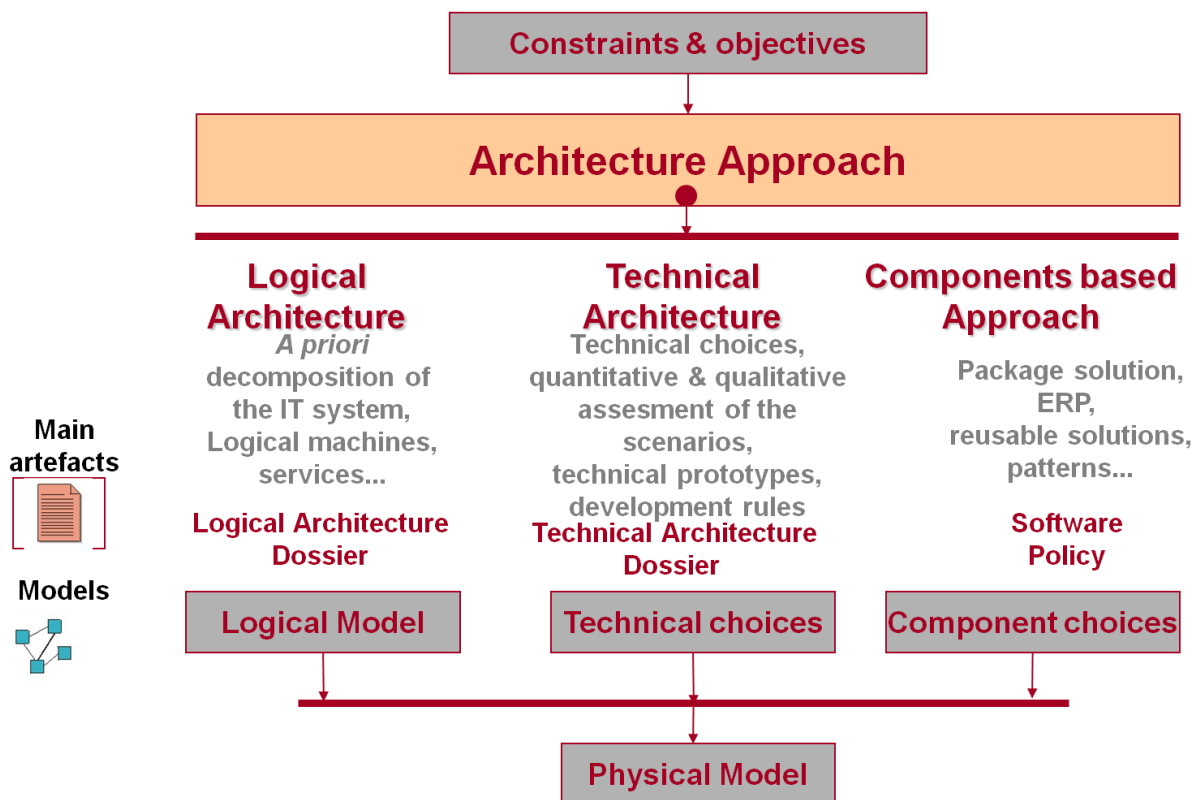 Constraints & objectives
Architecture Approach
Logical
Architecture
A priori
decomposition of
the IT system,
Logical machines,
services...
Logical Architecture
Dossier
Technical
Architecture
Technical choices,
quantitative & qualitative
assesment of the
scenarios,
technical prototypes,
development rules
Technical Architecture
Dossier
Components based
Approach
Package solution,
ERP,
reusable solutions,
patterns...
Software
Policy
Main
artefacts
Models
Logical Model
Technical choices
Component choices
Physical Model